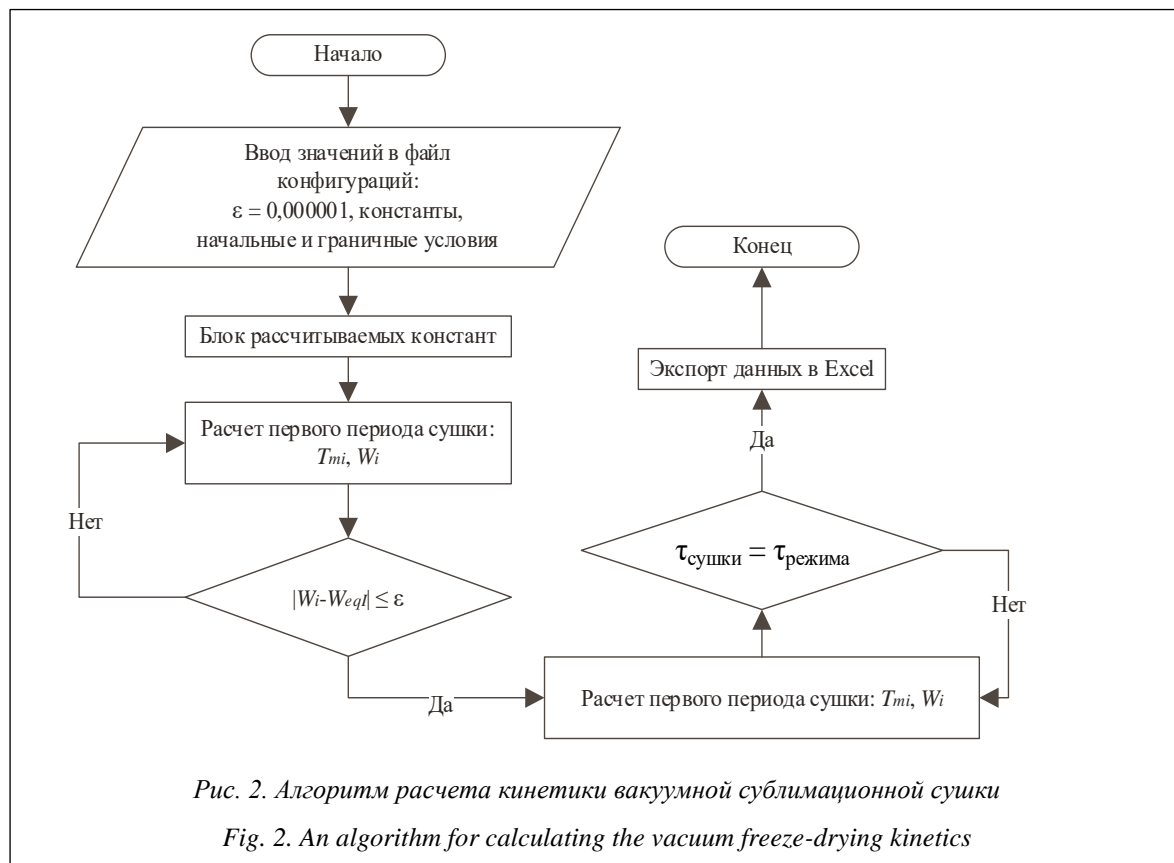 Начало
Ввод значений в файл
конфигураций:
ε = 0,000001, константы,
начальные и граничные условия
Блок рассчитываемых констант
Расчет первого периода сушки:
Tmi, Wi
Нет
|Wi-Weql| ≤ ε
Да
Расчет первого периода сушки: Tmi, Wi
Нет
τсушки = τрежима
Да
Экспорт данных в Excel
Конец
Рис. 2. Алгоритм расчета кинетики вакуумной сублимационной сушки
Fig. 2. An algorithm for calculating the vacuum freeze-drying kinetics